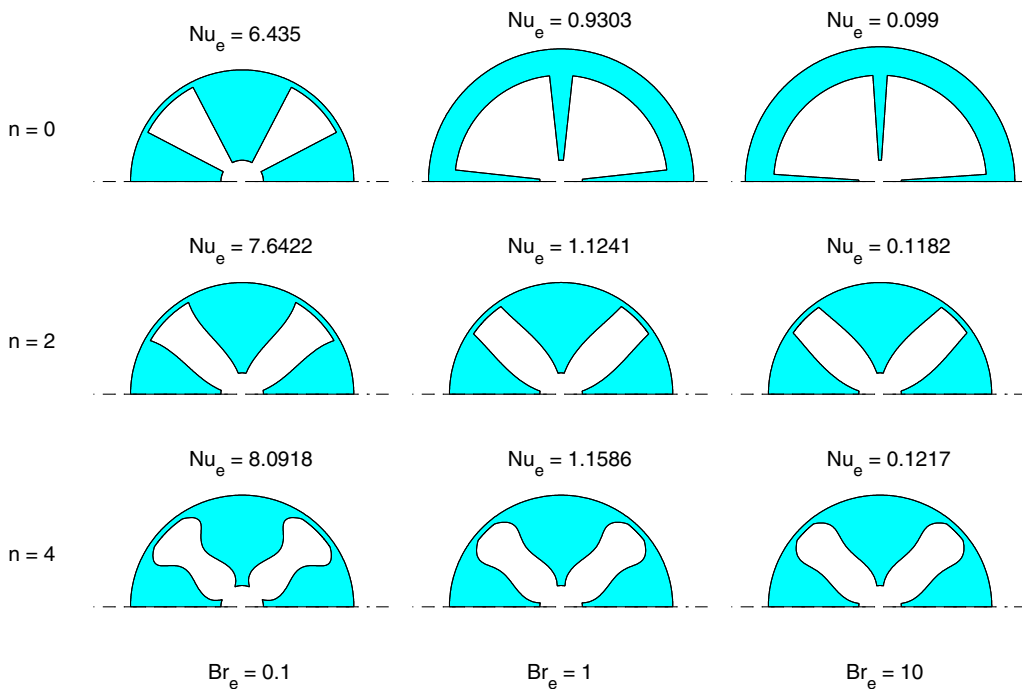 Nu_e = 6.435 Nu_e = 0.9303 Nu_e = 0.099
n = 0
Nu_e = 7.6422 Nu_e = 1.1241 Nu_e = 0.1182
n = 2
Nu_e = 8.0918 Nu_e = 1.1586 Nu_e = 0.1217
n = 4
Br_e = 0.1 Br_e = 1 Br_e = 10